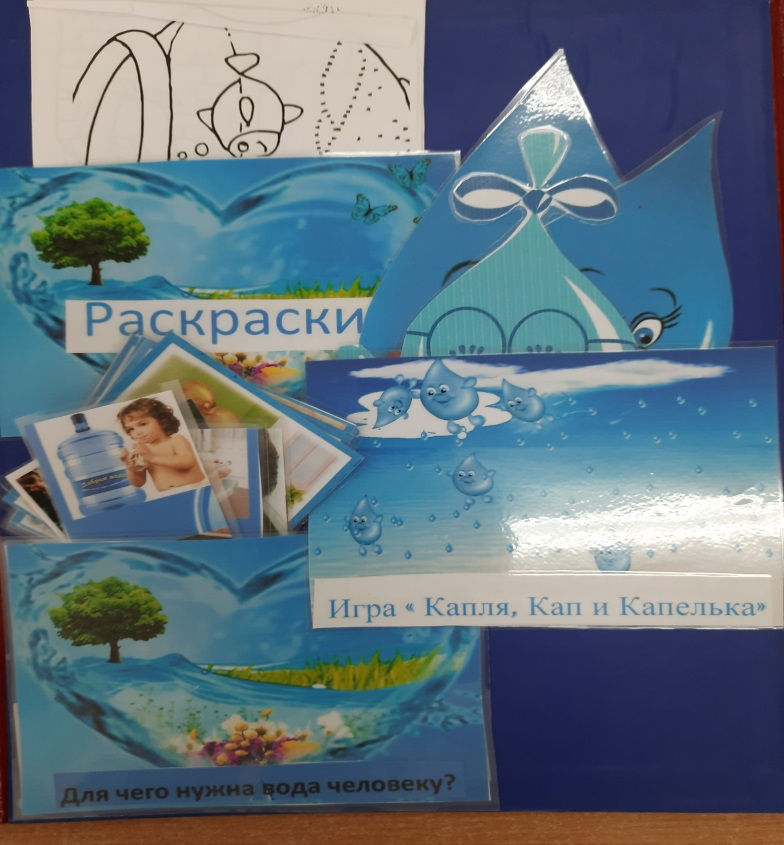 Раскраски
Игра « Капля, Кап и Капелька»
Для чего нужна вода человеку?